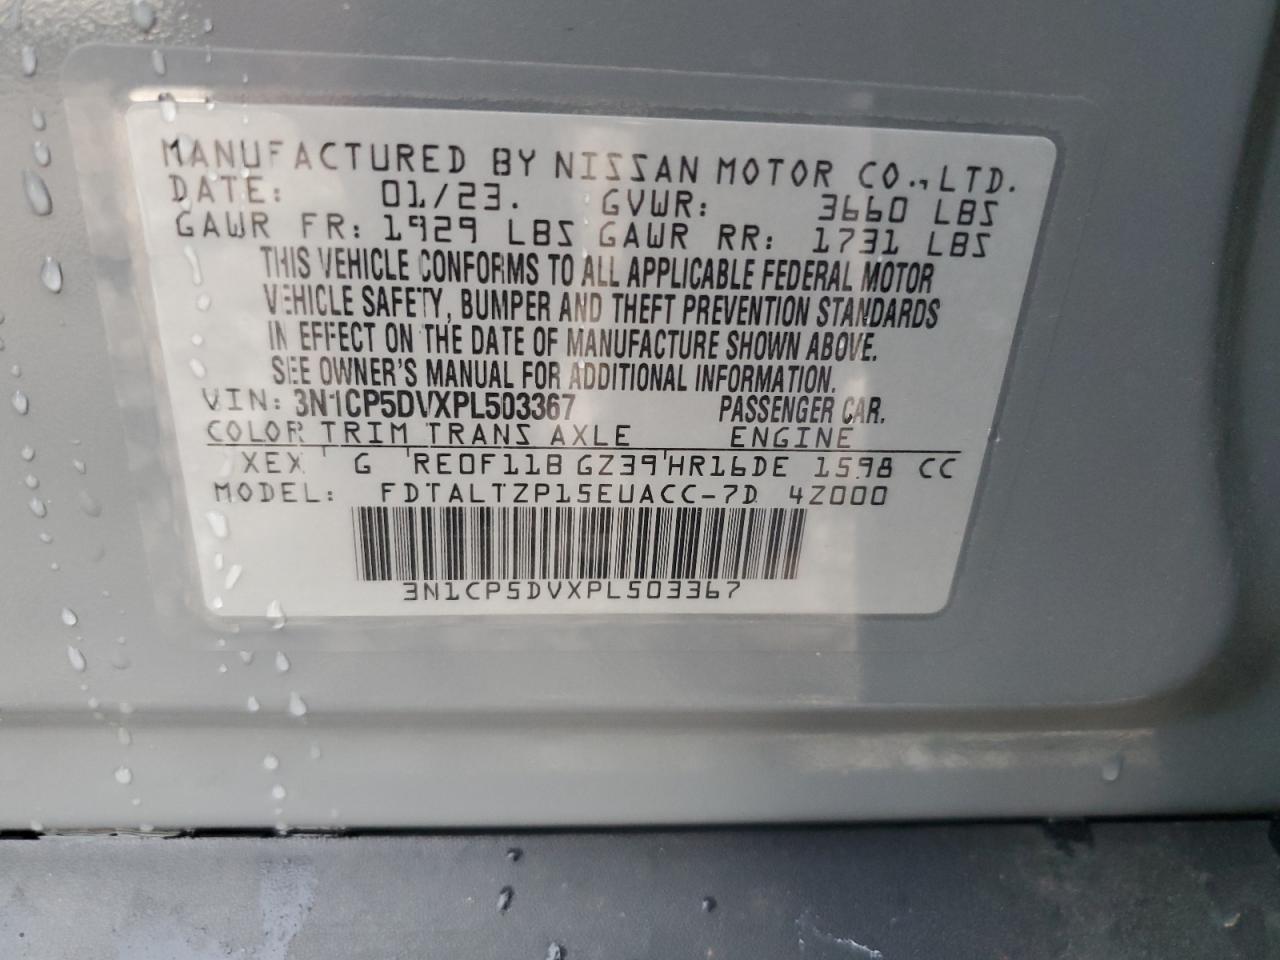 MANUFACTURED BY NISSAN MOTOR CO., LTD.
DATE: 01/23. GVWR: 3660 LBS
GAWR FR: 1929 LBS GAWR RR: 1731 LBS
THIS VEHICLE CONFORMS TO ALL APPLICABLE FEDERAL MOTOR
VEHICLE SAFETY, BUMPER AND THEFT PREVENTION STANDARDS
IN EFFECT ON THE DATE OF MANUFACTURE SHOWN ABOVE.
SEE OWNER'S MANUAL FOR ADDITIONAL INFORMATION.
VIN: 3N1CP5DVXPL503367 PASSENGER CAR.
COLOR TRIM TRANS AXLE ENGINE
XEX G RE0F11B GZ39 HR16DE 1598 CC
MODEL: FDTALTZP15EUACC-7D 4Z000
3N1CP5DVXPL503367